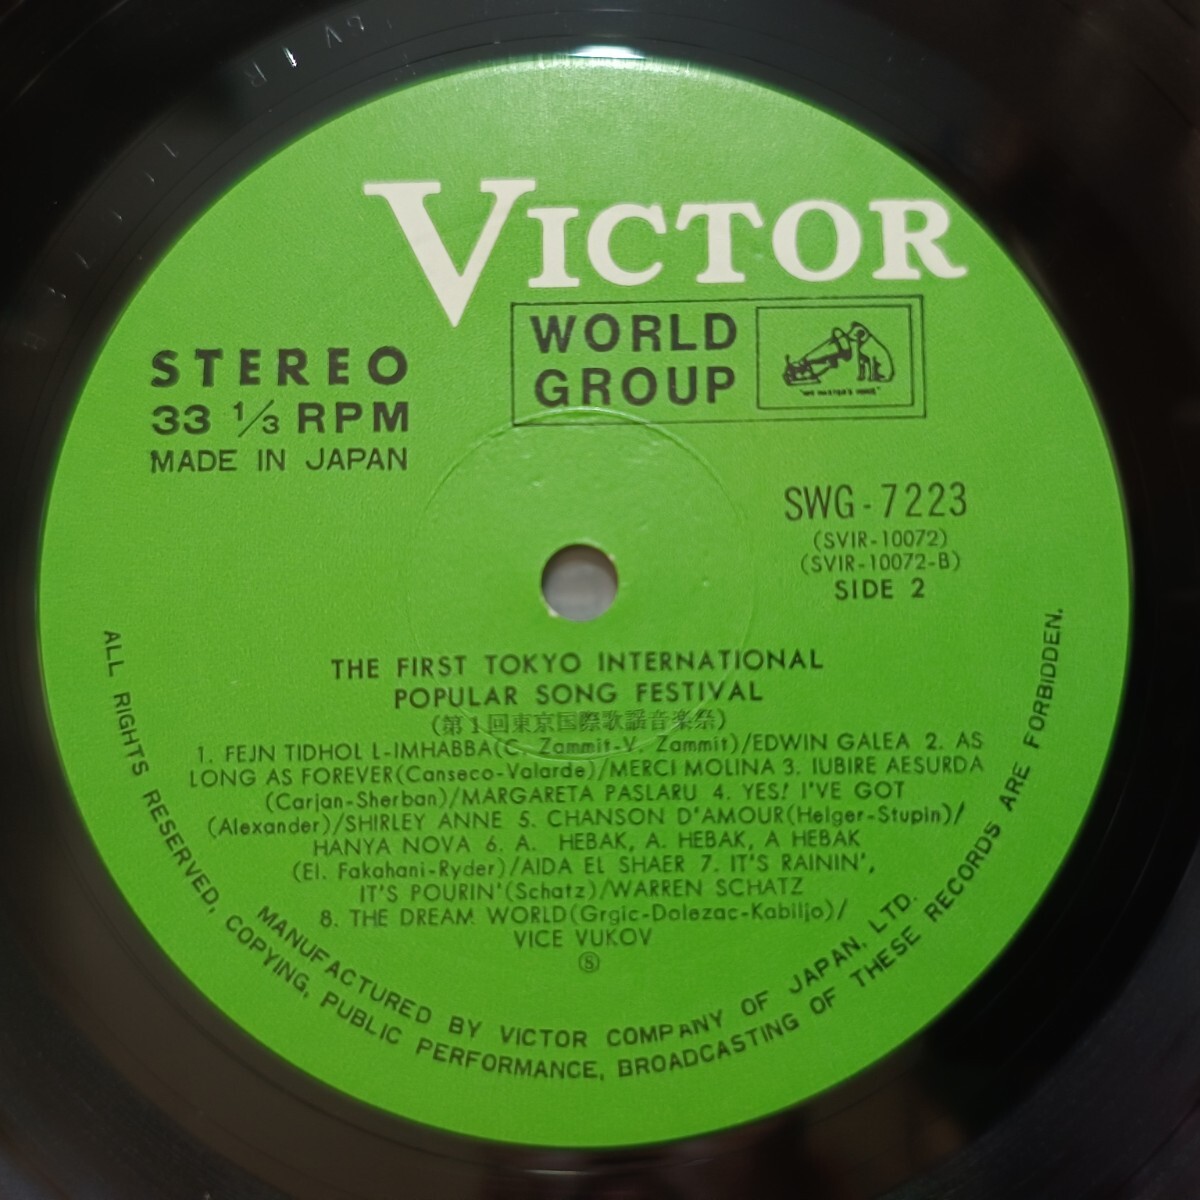 VICTOR
WORLD
GROUP
"HIS MASTER'S VOICE"
STEREO
33 1/3 RPM
MADE IN JAPAN
SWG-7223
(SVIR-10072)
(SVIR-10072-B)
SIDE 2
THE FIRST TOKYO INTERNATIONAL
POPULAR SONG FESTIVAL
(第1回東京国際歌謡音楽祭)
1. FEJN TIDHOL L-IMHABBA(C. Zammit-V. Zammit)/EDWIN GALEA 2. AS
LONG AS FOREVER(Canseco-Valarde)/MERCI MOLINA 3. IUBIRE AESURDA
(Carjan-Sherban)/MARGARETA PASLARU 4. YES! I'VE GOT
(Alexander)/SHIRLEY ANNE 5. CHANSON D'AMOUR(Helger-Stupin)/
HANYA NOVA 6. A. HEBAK, A. HEBAK, A HEBAK
(El. Fakahani-Ryder)/AIDA EL SHAER 7. IT'S RAININ',
IT'S POURIN'(Schatz)/WARREN SCHATZ
8. THE DREAM WORLD(Grgic-Dolezac-Kabiljo)/
VICE VUKOV
Ⓢ
MANUFACTURED BY VICTOR COMPANY OF JAPAN, LTD.
ALL RIGHTS RESERVED, COPYING, PUBLIC PERFORMANCE, BROADCASTING OF THESE RECORDS ARE FORBIDDEN.